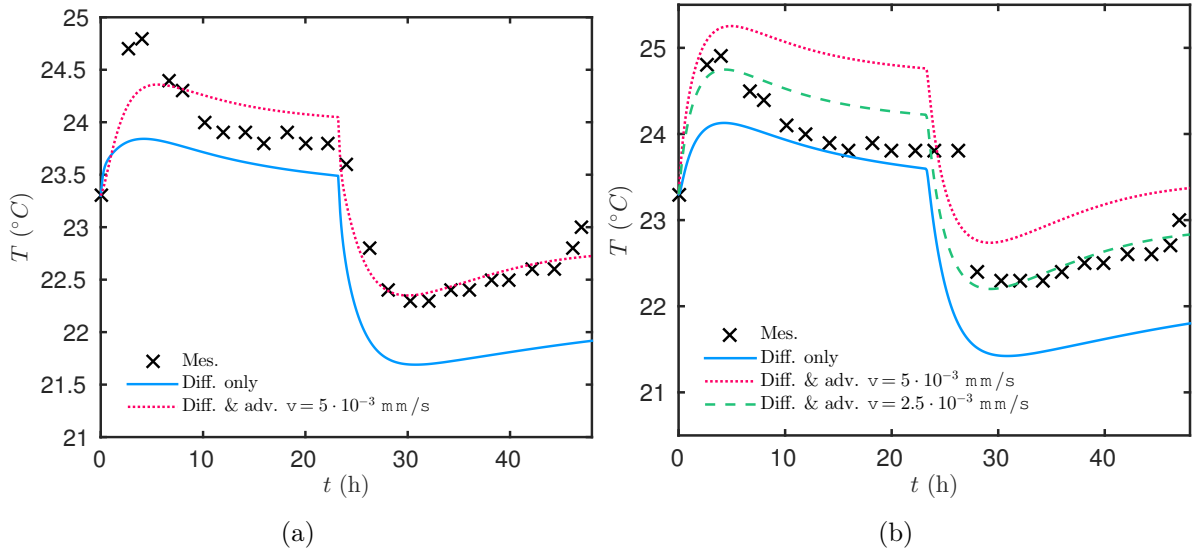 25
24.5
24
23.5
23
22.5
22
21.5
21
T (°C)
0
10
20
30
40
t (h)
Mes.
Diff. only
Diff. & adv. v = 5 · 10⁻³ mm/s
(a)
25
24
23
22
21
T (°C)
0
10
20
30
40
t (h)
Mes.
Diff. only
Diff. & adv. v = 5 · 10⁻³ mm/s
Diff. & adv. v = 2.5 · 10⁻³ mm/s
(b)